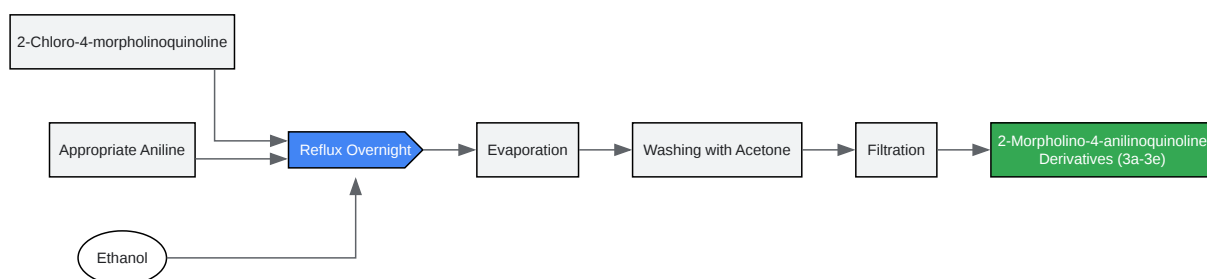 2-Chloro-4-morpholinoquinoline
Appropriate Aniline
Reflux Overnight
Evaporation
Washing with Acetone
Filtration
2-Morpholino-4-anilinoquinoline
Derivatives (3a-3e)
Ethanol